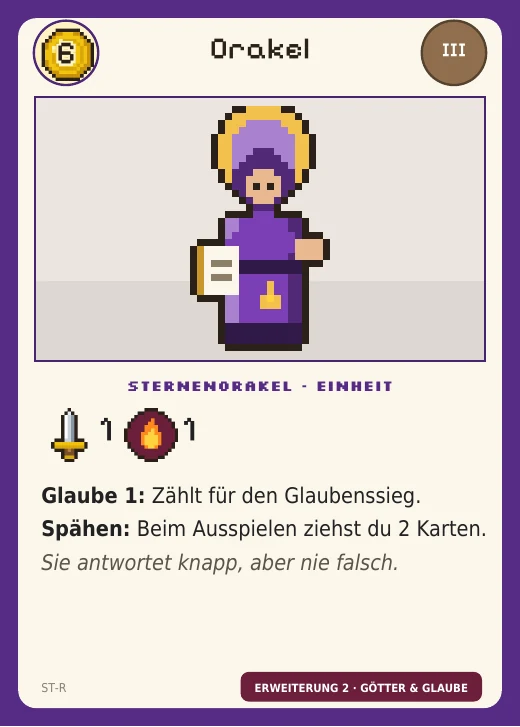 6
Orakel
III
STERNENORAKEL - EINHEIT
1 1
Glaube 1: Zählt für den Glaubenssieg.
Spähen: Beim Ausspielen ziehst du 2 Karten.
Sie antwortet knapp, aber nie falsch.
ST-R
ERWEITERUNG 2 · GÖTTER & GLAUBE